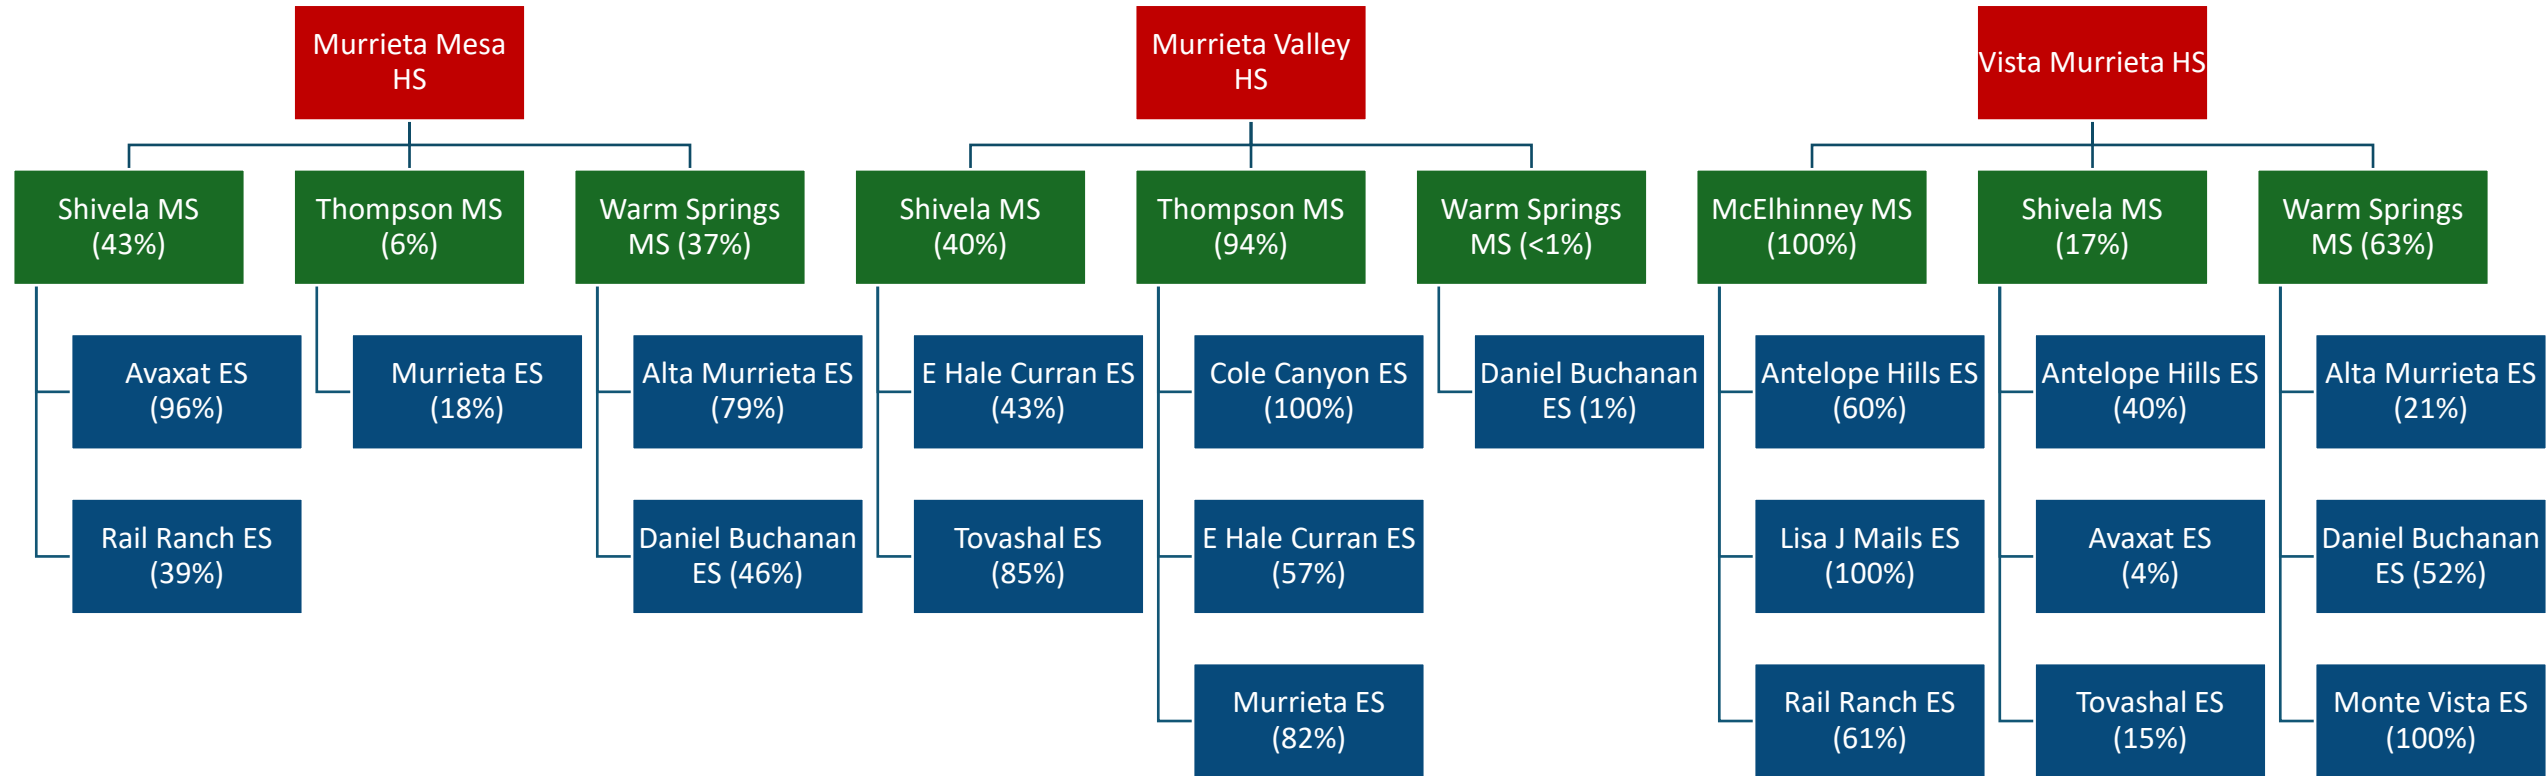 Murrieta Mesa
HS
Murrieta Valley
HS
Vista Murrieta HS
Shivela MS
(43%)
Thompson MS
(6%)
Warm Springs
MS (37%)
Shivela MS
(40%)
Thompson MS
(94%)
Warm Springs
MS (<1%)
McElhinney MS
(100%)
Shivela MS
(17%)
Warm Springs
MS (63%)
Avaxat ES
(96%)
Murrieta ES
(18%)
Alta Murrieta ES
(79%)
E Hale Curran ES
(43%)
Cole Canyon ES
(100%)
Daniel Buchanan
ES (1%)
Antelope Hills ES
(60%)
Antelope Hills ES
(40%)
Alta Murrieta ES
(21%)
Rail Ranch ES
(39%)
Daniel Buchanan
ES (46%)
Tovashal ES
(85%)
E Hale Curran ES
(57%)
Lisa J Mails ES
(100%)
Avaxat ES
(4%)
Daniel Buchanan
ES (52%)
Murrieta ES
(82%)
Rail Ranch ES
(61%)
Tovashal ES
(15%)
Monte Vista ES
(100%)